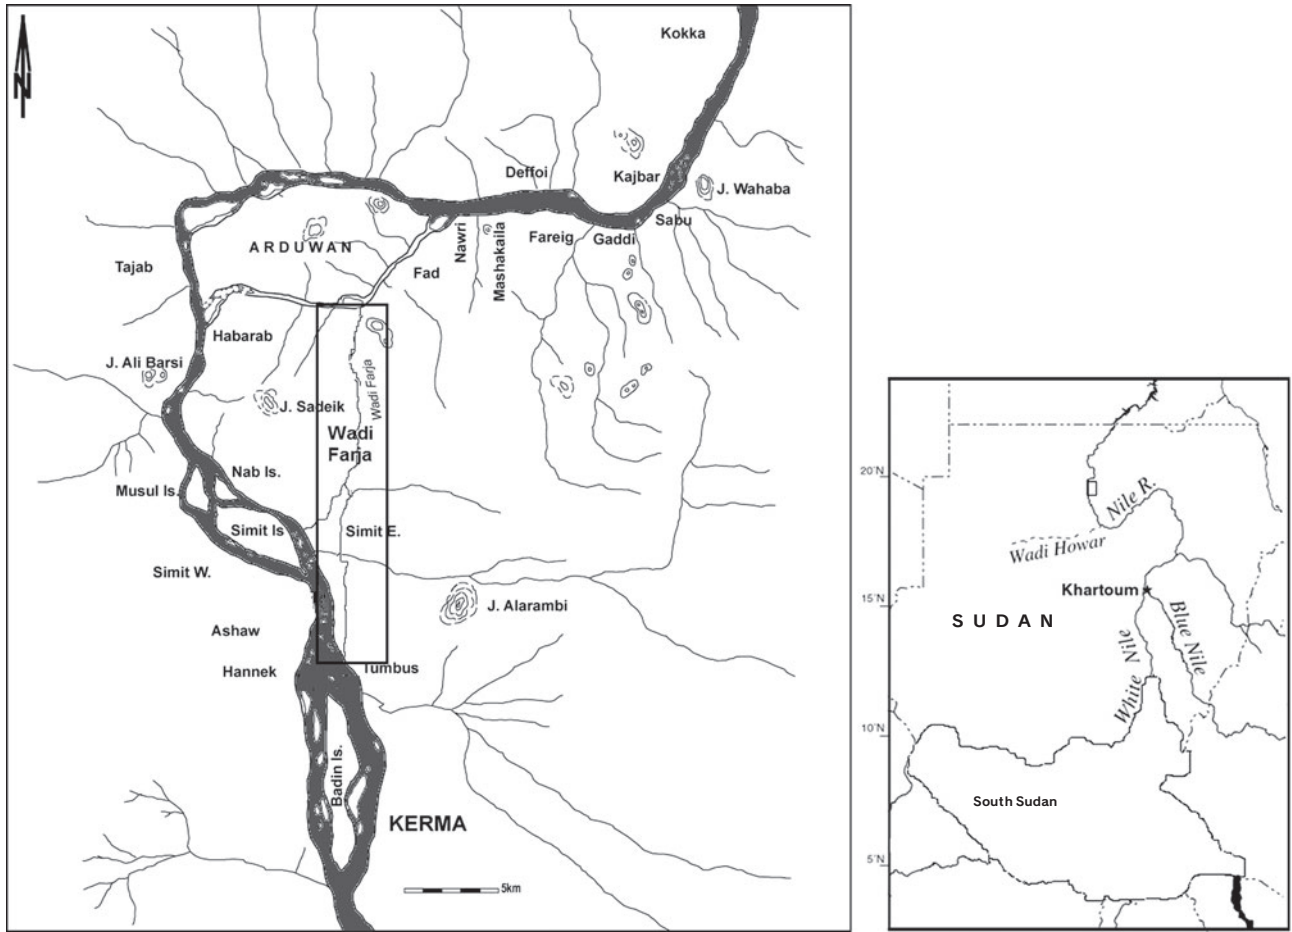 N
Kokka
Deffoi
Kajbar
J. Wahaba
Sabu
Nawri
Mashakaila
Fareig
Gaddi
ARDUWAN
Tajab
Fad
Habarab
J. Ali Barsi
J. Sadeik
Wadi Farja
Wadi
Farja
Nab Is.
Musul Is.
Simit Is
Simit E.
Simit W.
J. Alarambi
Ashaw
Hannek
Tumbus
Badin Is.
KERMA
5km
20°N
Nile R.
Wadi Howar
Khartoum
15°N
SUDAN
Blue Nile
White Nile
10°N
South Sudan
5°N